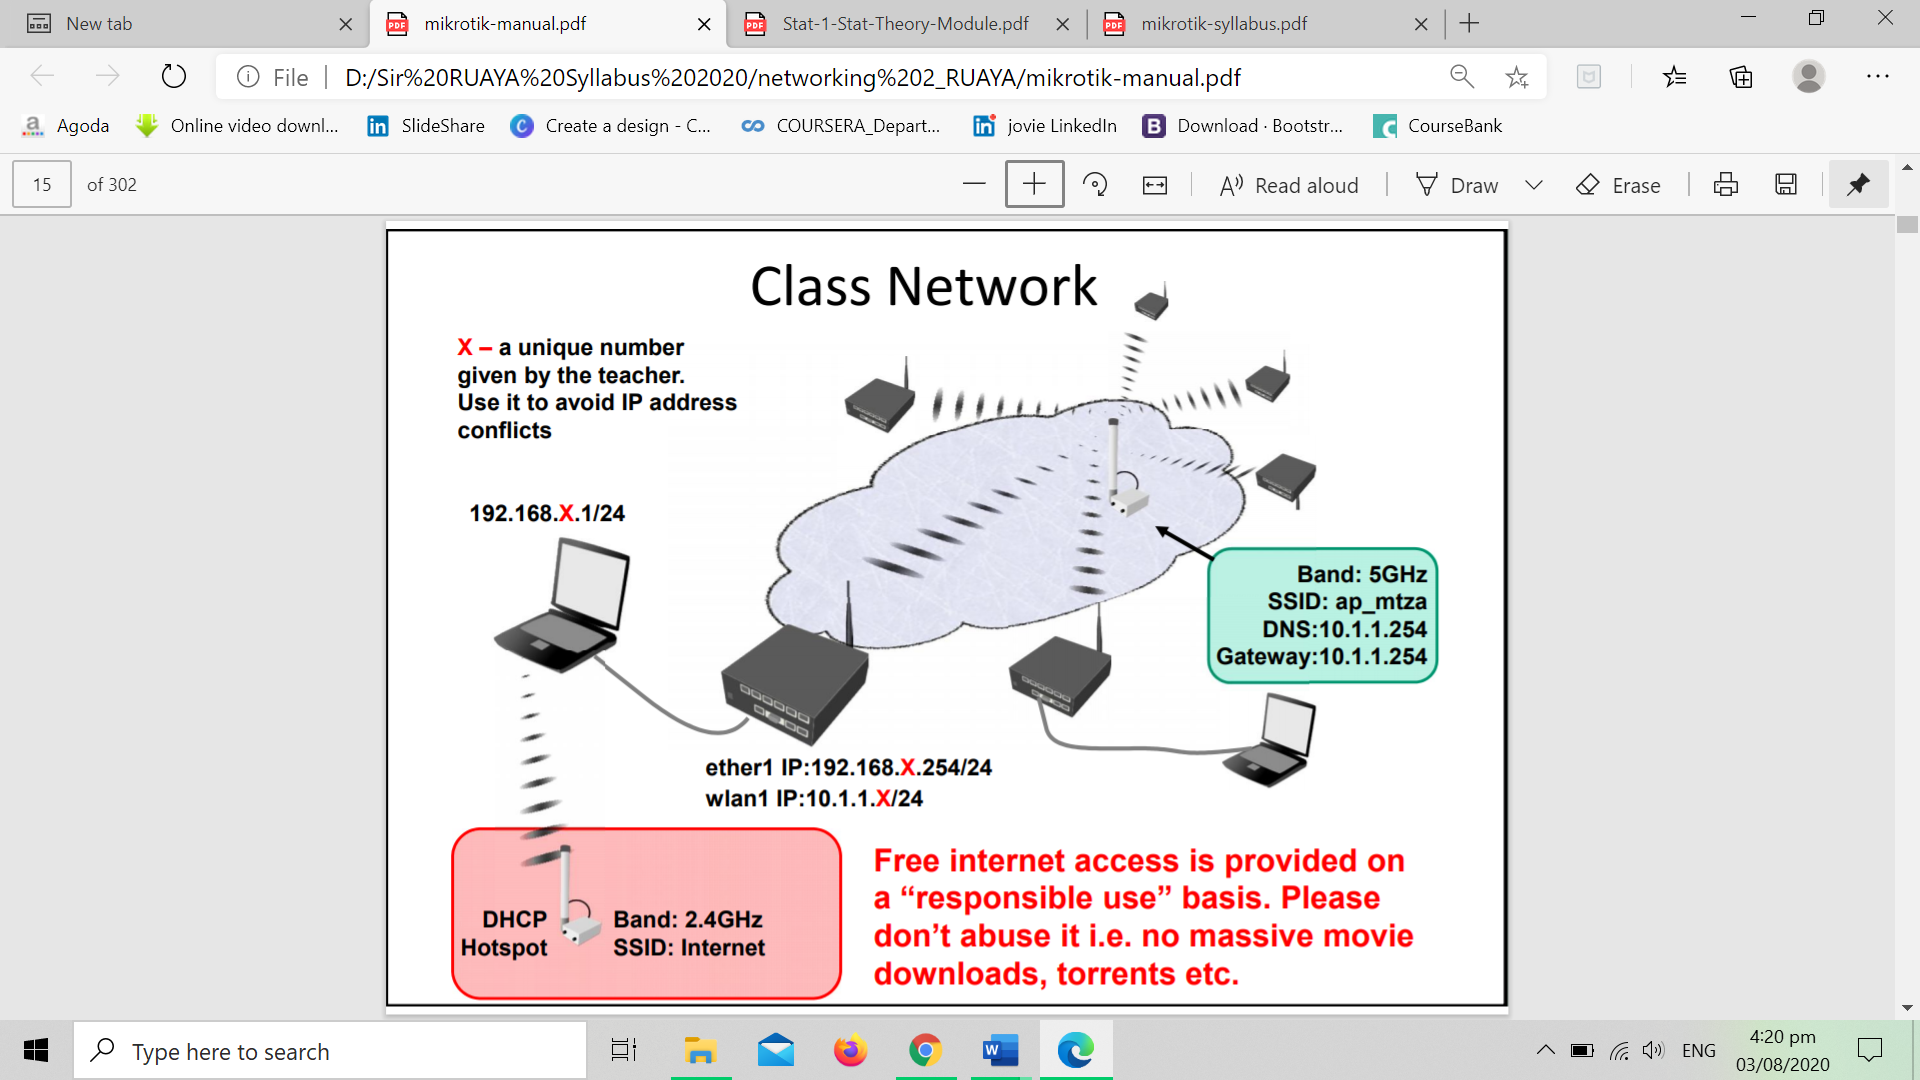 New tab
mikrotik-manual.pdf
Stat-1-Stat-Theory-Module.pdf
mikrotik-syllabus.pdf
File
D:/Sir%20RUAYA%20Syllabus%202020/networking%202_RUAYA/mikrotik-manual.pdf
Agoda
Online video downl...
SlideShare
Create a design - C...
COURSERA_Depart...
jovie LinkedIn
Download · Bootstr...
CourseBank
15 of 302
Read aloud
Draw
Erase
Class Network
X – a unique number
given by the teacher.
Use it to avoid IP address
conflicts
192.168.X.1/24
Band: 5GHz
SSID: ap_mtza
DNS:10.1.1.254
Gateway:10.1.1.254
ether1 IP:192.168.X.254/24
wlan1 IP:10.1.1.X/24
DHCP
Hotspot
Band: 2.4GHz
SSID: Internet
Free internet access is provided on
a “responsible use” basis. Please
don’t abuse it i.e. no massive movie
downloads, torrents etc.
Type here to search
ENG
4:20 pm
03/08/2020